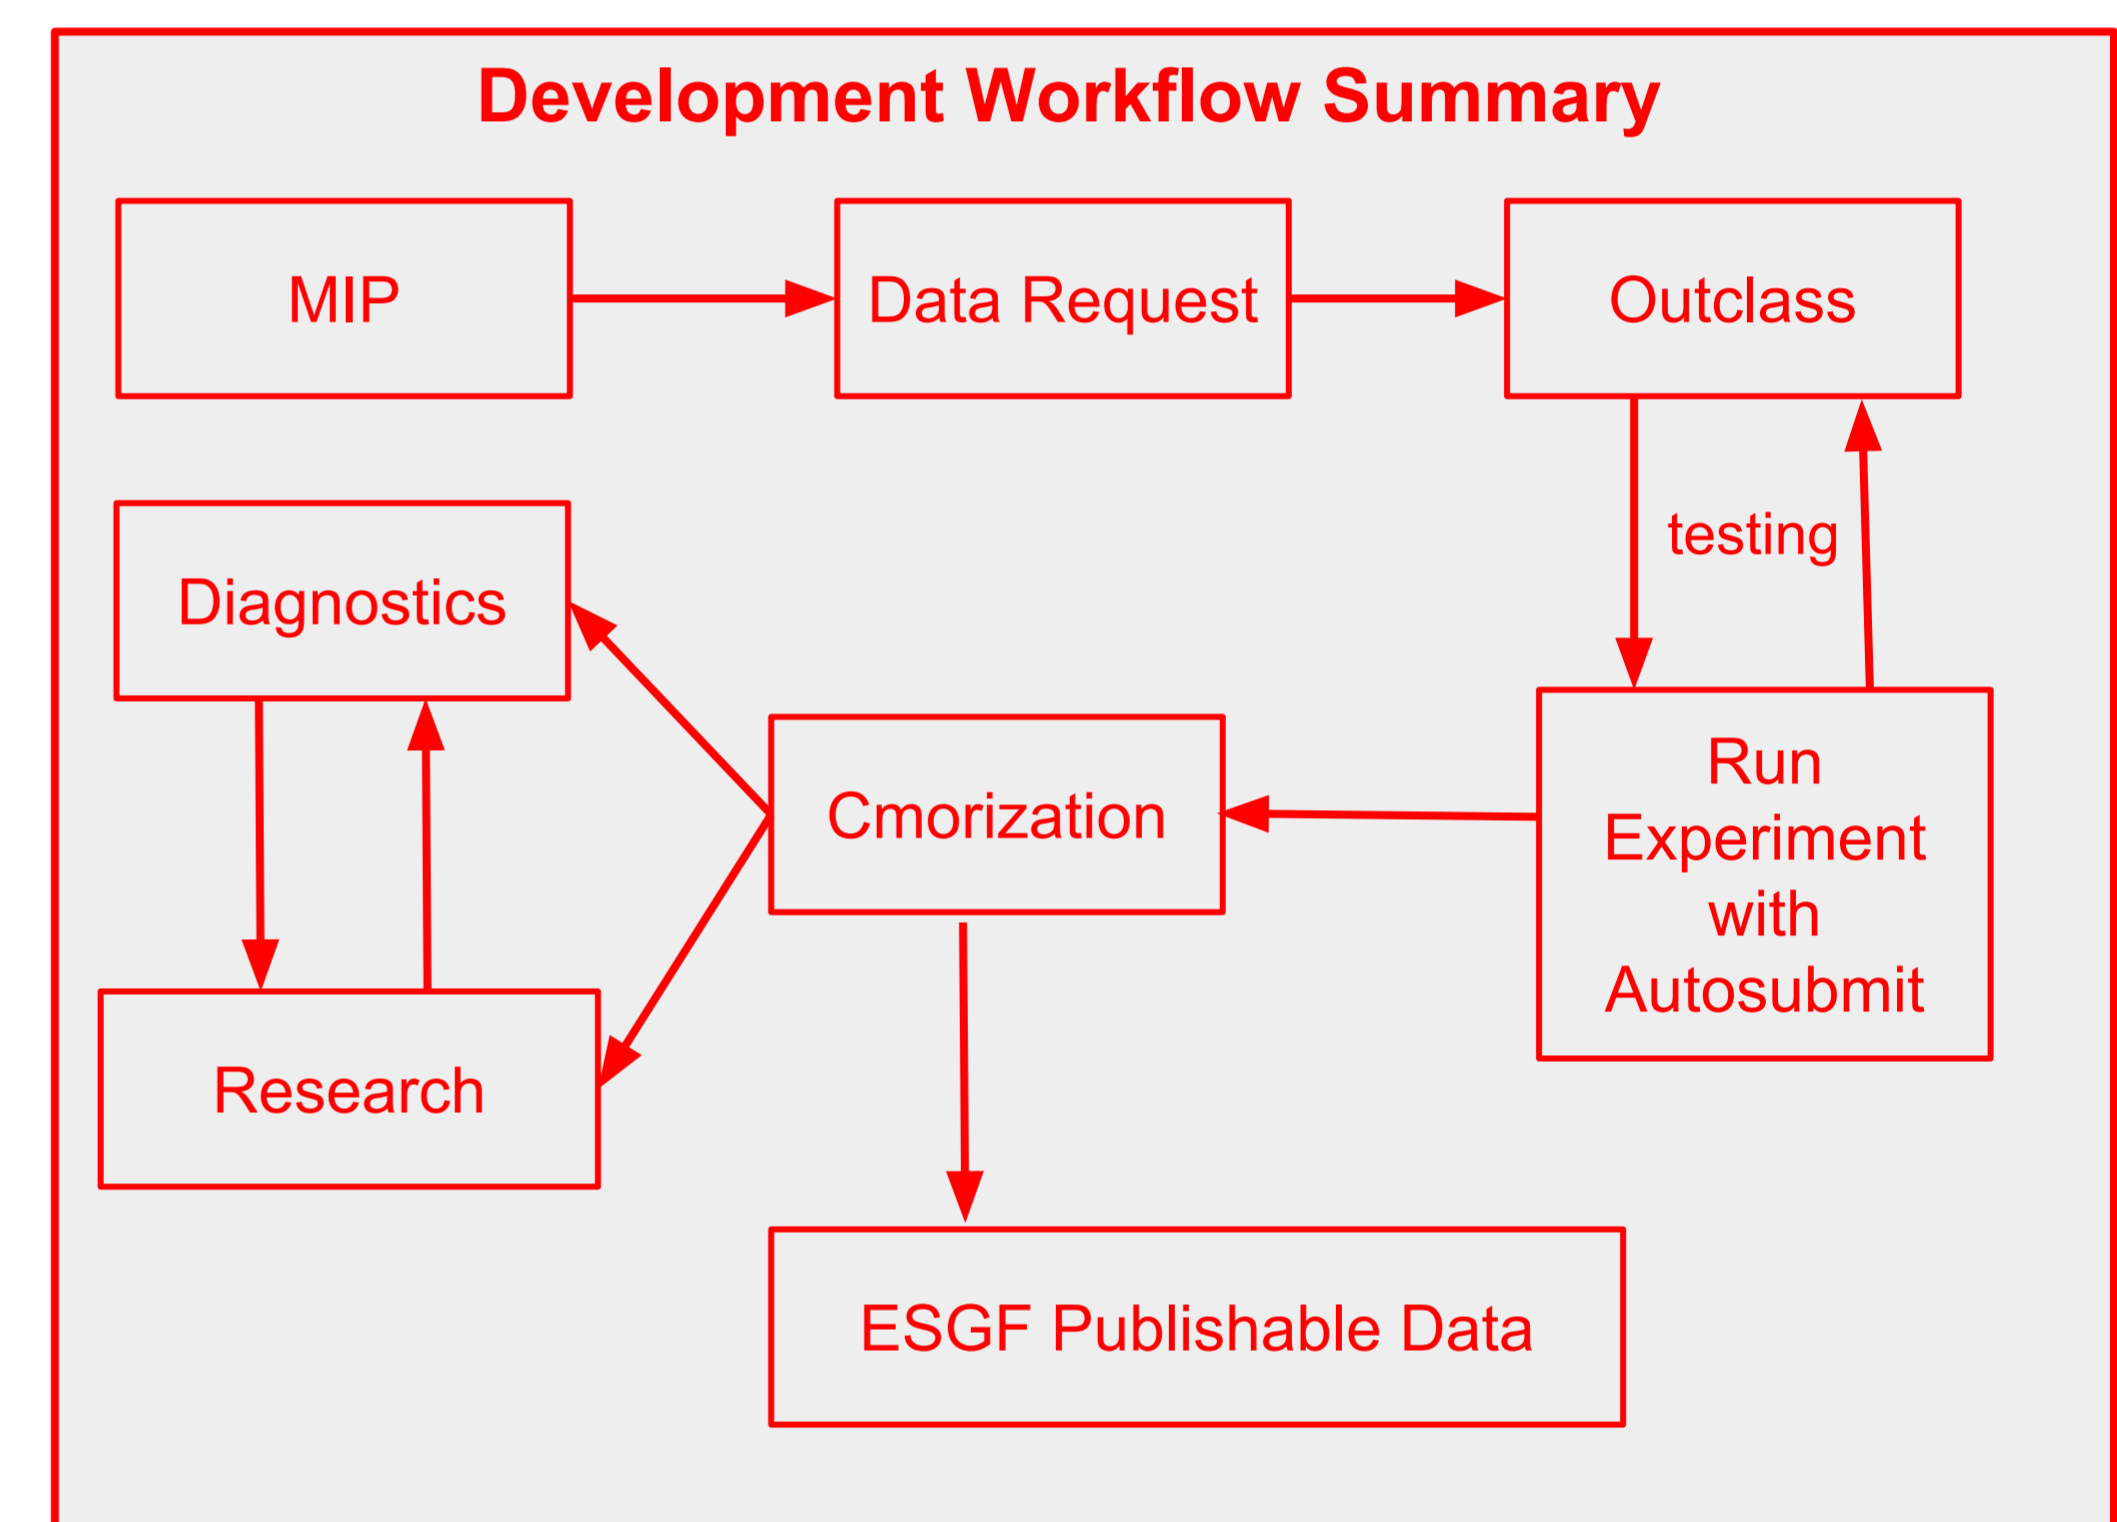 Development Workflow Summary
MIP
Data Request
Outclass
testing
Diagnostics
Cmorization
Run
Experiment
with
Autosubmit
Research
ESGF Publishable Data